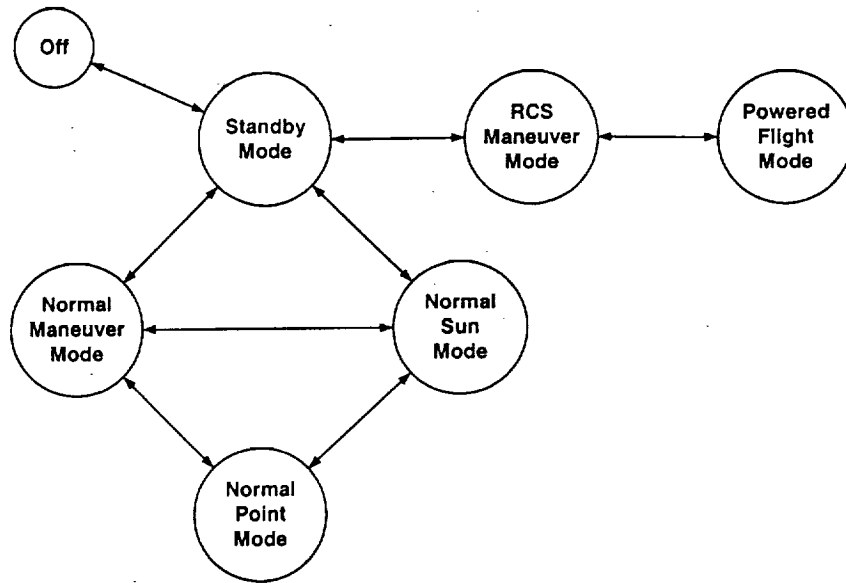 Off
Standby
Mode
RCS
Maneuver
Mode
Powered
Flight
Mode
Normal
Maneuver
Mode
Normal
Sun
Mode
Normal
Point
Mode